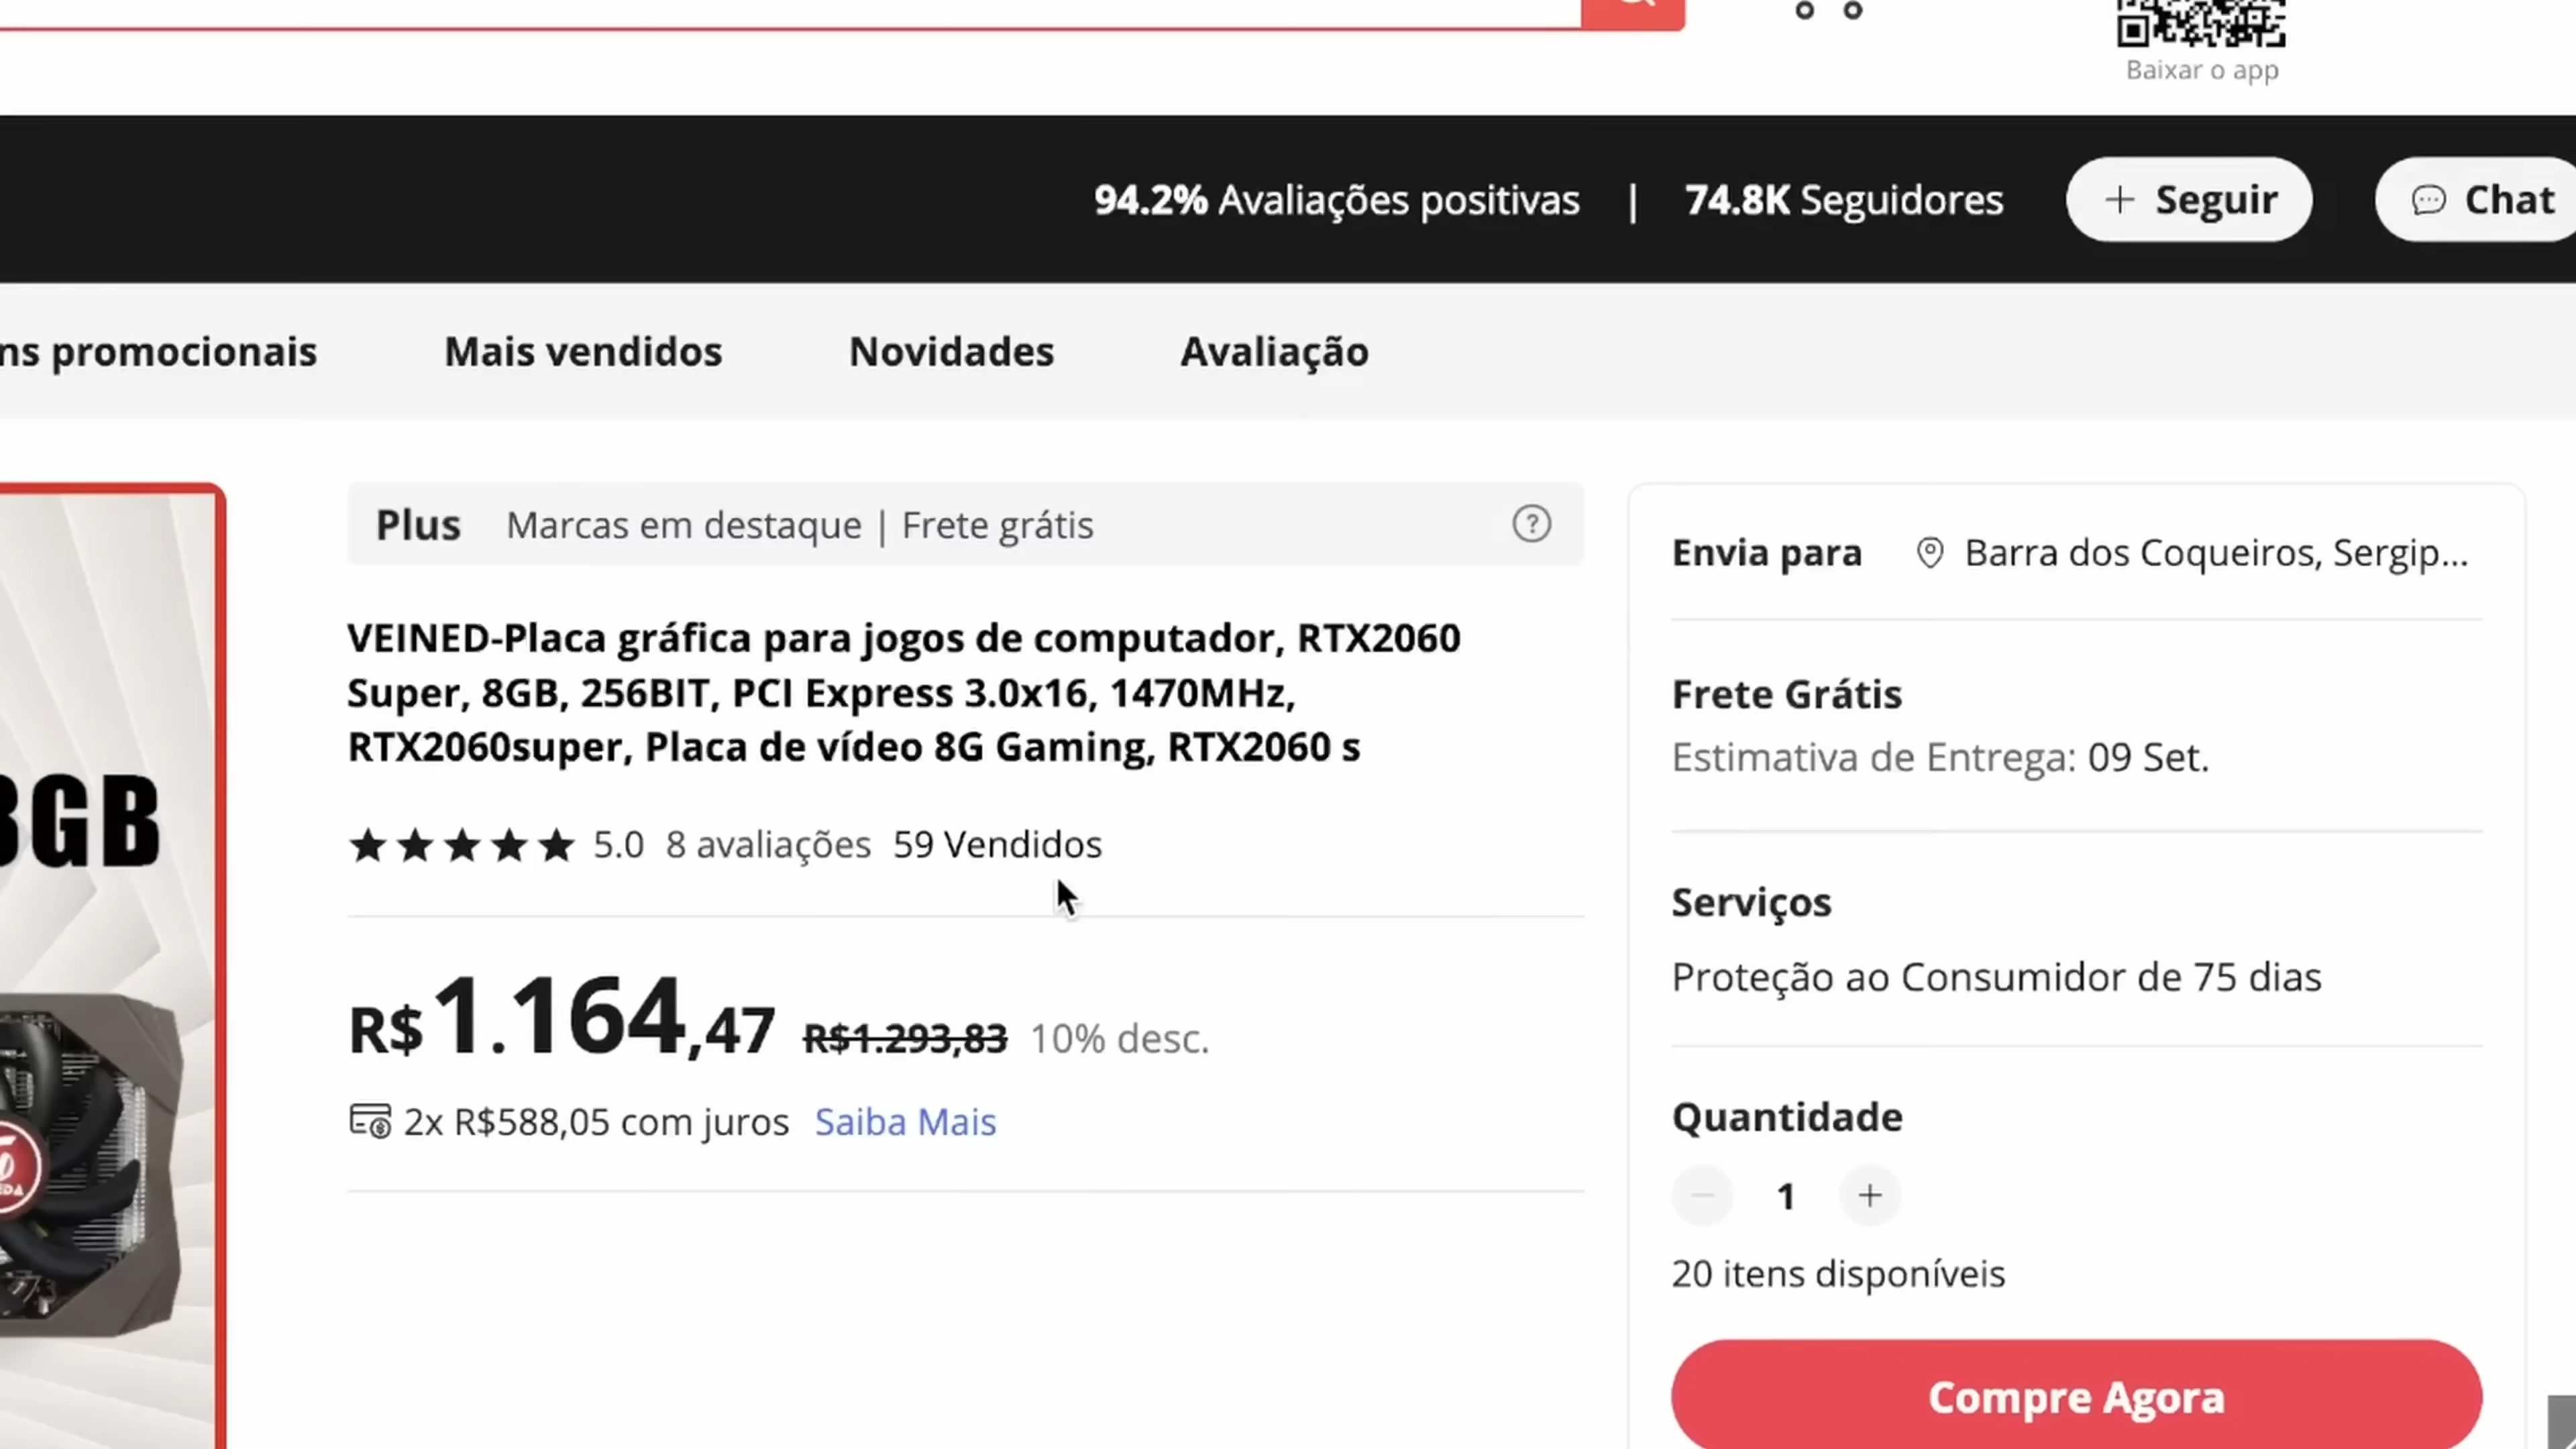 Baixar o app
94.2% Avaliações positivas | 74.8K Seguidores + Seguir Chat
promocionais Mais vendidos Novidades Avaliação
Plus Marcas em destaque | Frete grátis ?
VEINED-Placa gráfica para jogos de computador, RTX2060
Super, 8GB, 256BIT, PCI Express 3.0x16, 1470MHz,
RTX2060super, Placa de vídeo 8G Gaming, RTX2060 s
5.0 8 avaliações 59 Vendidos
R$1.164,47 R$1.293,83 10% desc.
2x R$588,05 com juros Saiba Mais
GB
Envia para Barra dos Coqueiros, Sergip...
Frete Grátis
Estimativa de Entrega: 09 Set.
Serviços
Proteção ao Consumidor de 75 dias
Quantidade
− 1 +
20 itens disponíveis
Compre Agora